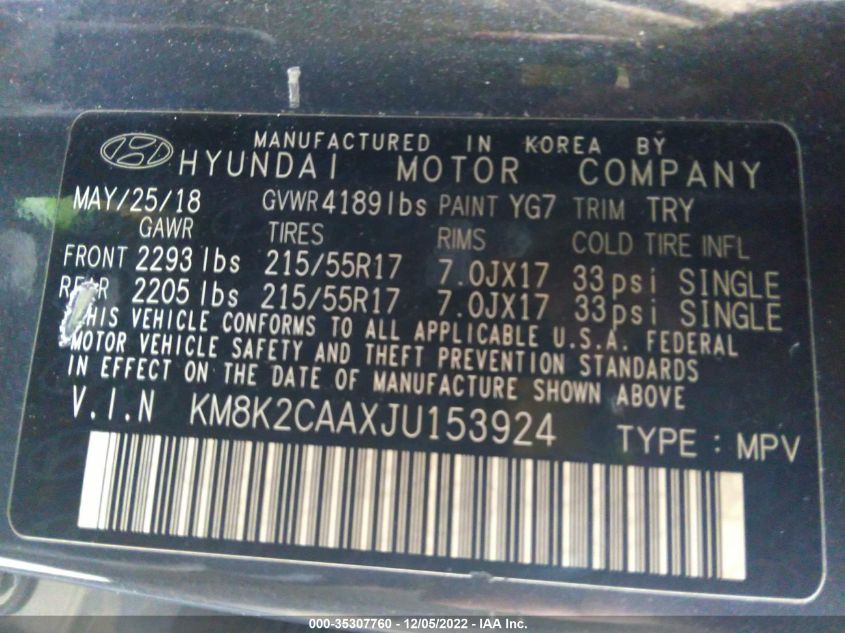 MANUFACTURED IN KOREA BY
HYUNDAI MOTOR COMPANY
MAY/25/18 GVWR 4189 lbs PAINT YG7 TRIM TRY
GAWR TIRES RIMS COLD TIRE INFL
FRONT 2293 lbs 215/55R17 7.0JX17 33psi SINGLE
2205 lbs 215/55R17 7.0JX17 33psi SINGLE
THIS VEHICLE CONFORMS TO ALL APPLICABLE U.S.A. FEDERAL
MOTOR VEHICLE SAFETY AND THEFT PREVENTION STANDARDS
IN EFFECT ON THE DATE OF MANUFACTURE SHOWN ABOVE
V.I.N KM8K2CAAXJU153924 TYPE : MPV
000-35307760 - 12/05/2022 - IAA Inc.